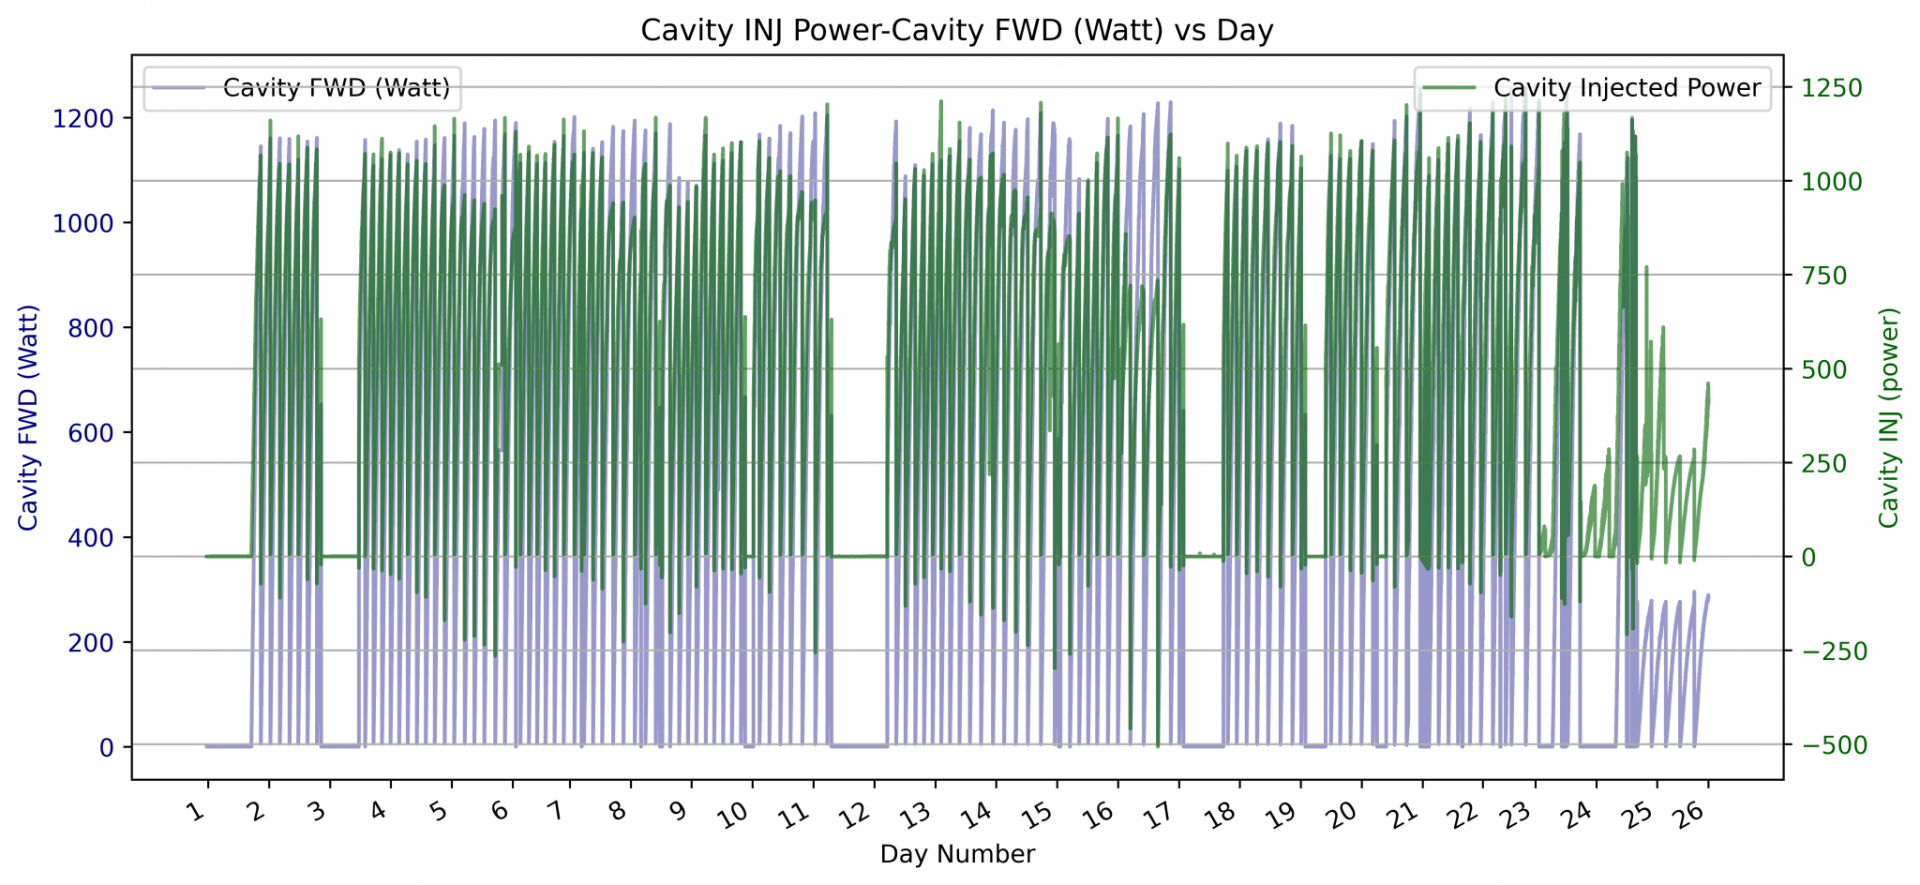 Cavity INJ Power-Cavity FWD (Watt) vs Day
Cavity FWD (Watt)
Cavity Injected Power
1200
1000
800
600
400
200
0
Cavity FWD (Watt)
1250
1000
750
500
250
0
−250
−500
Cavity INJ (power)
1 2 3 4 5 6 7 8 9 10 11 12 13 14 15 16 17 18 19 20 21 22 23 24 25 26
Day Number